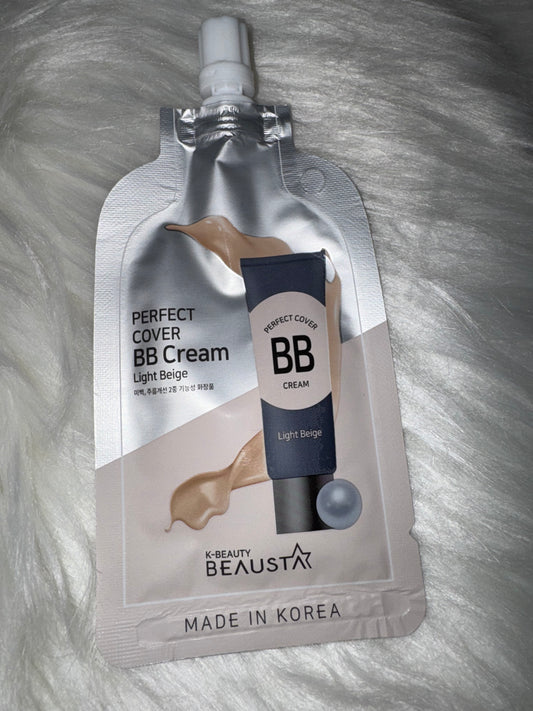 PERFECT
COVER
BB Cream
Light Beige
미백, 주름개선 2중 기능성 화장품
PERFECT COVER
BB
CREAM
Light Beige
K-BEAUTY
BEAUSTA
MADE IN KOREA